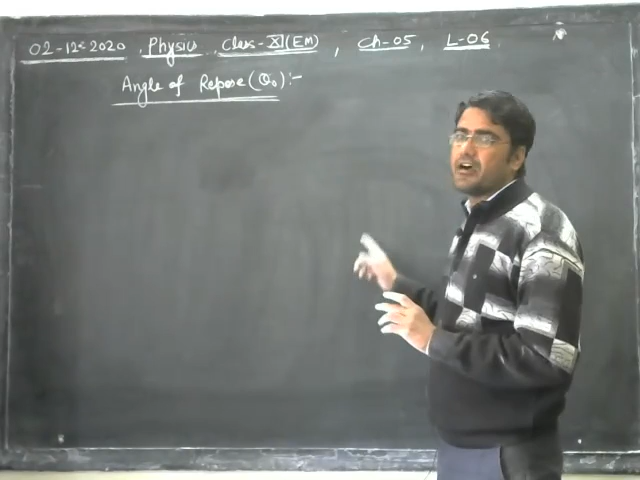 02-12-2020 Physics Class-XI(EM), Ch-05, L-06
Angle of Repose (θ₀):-